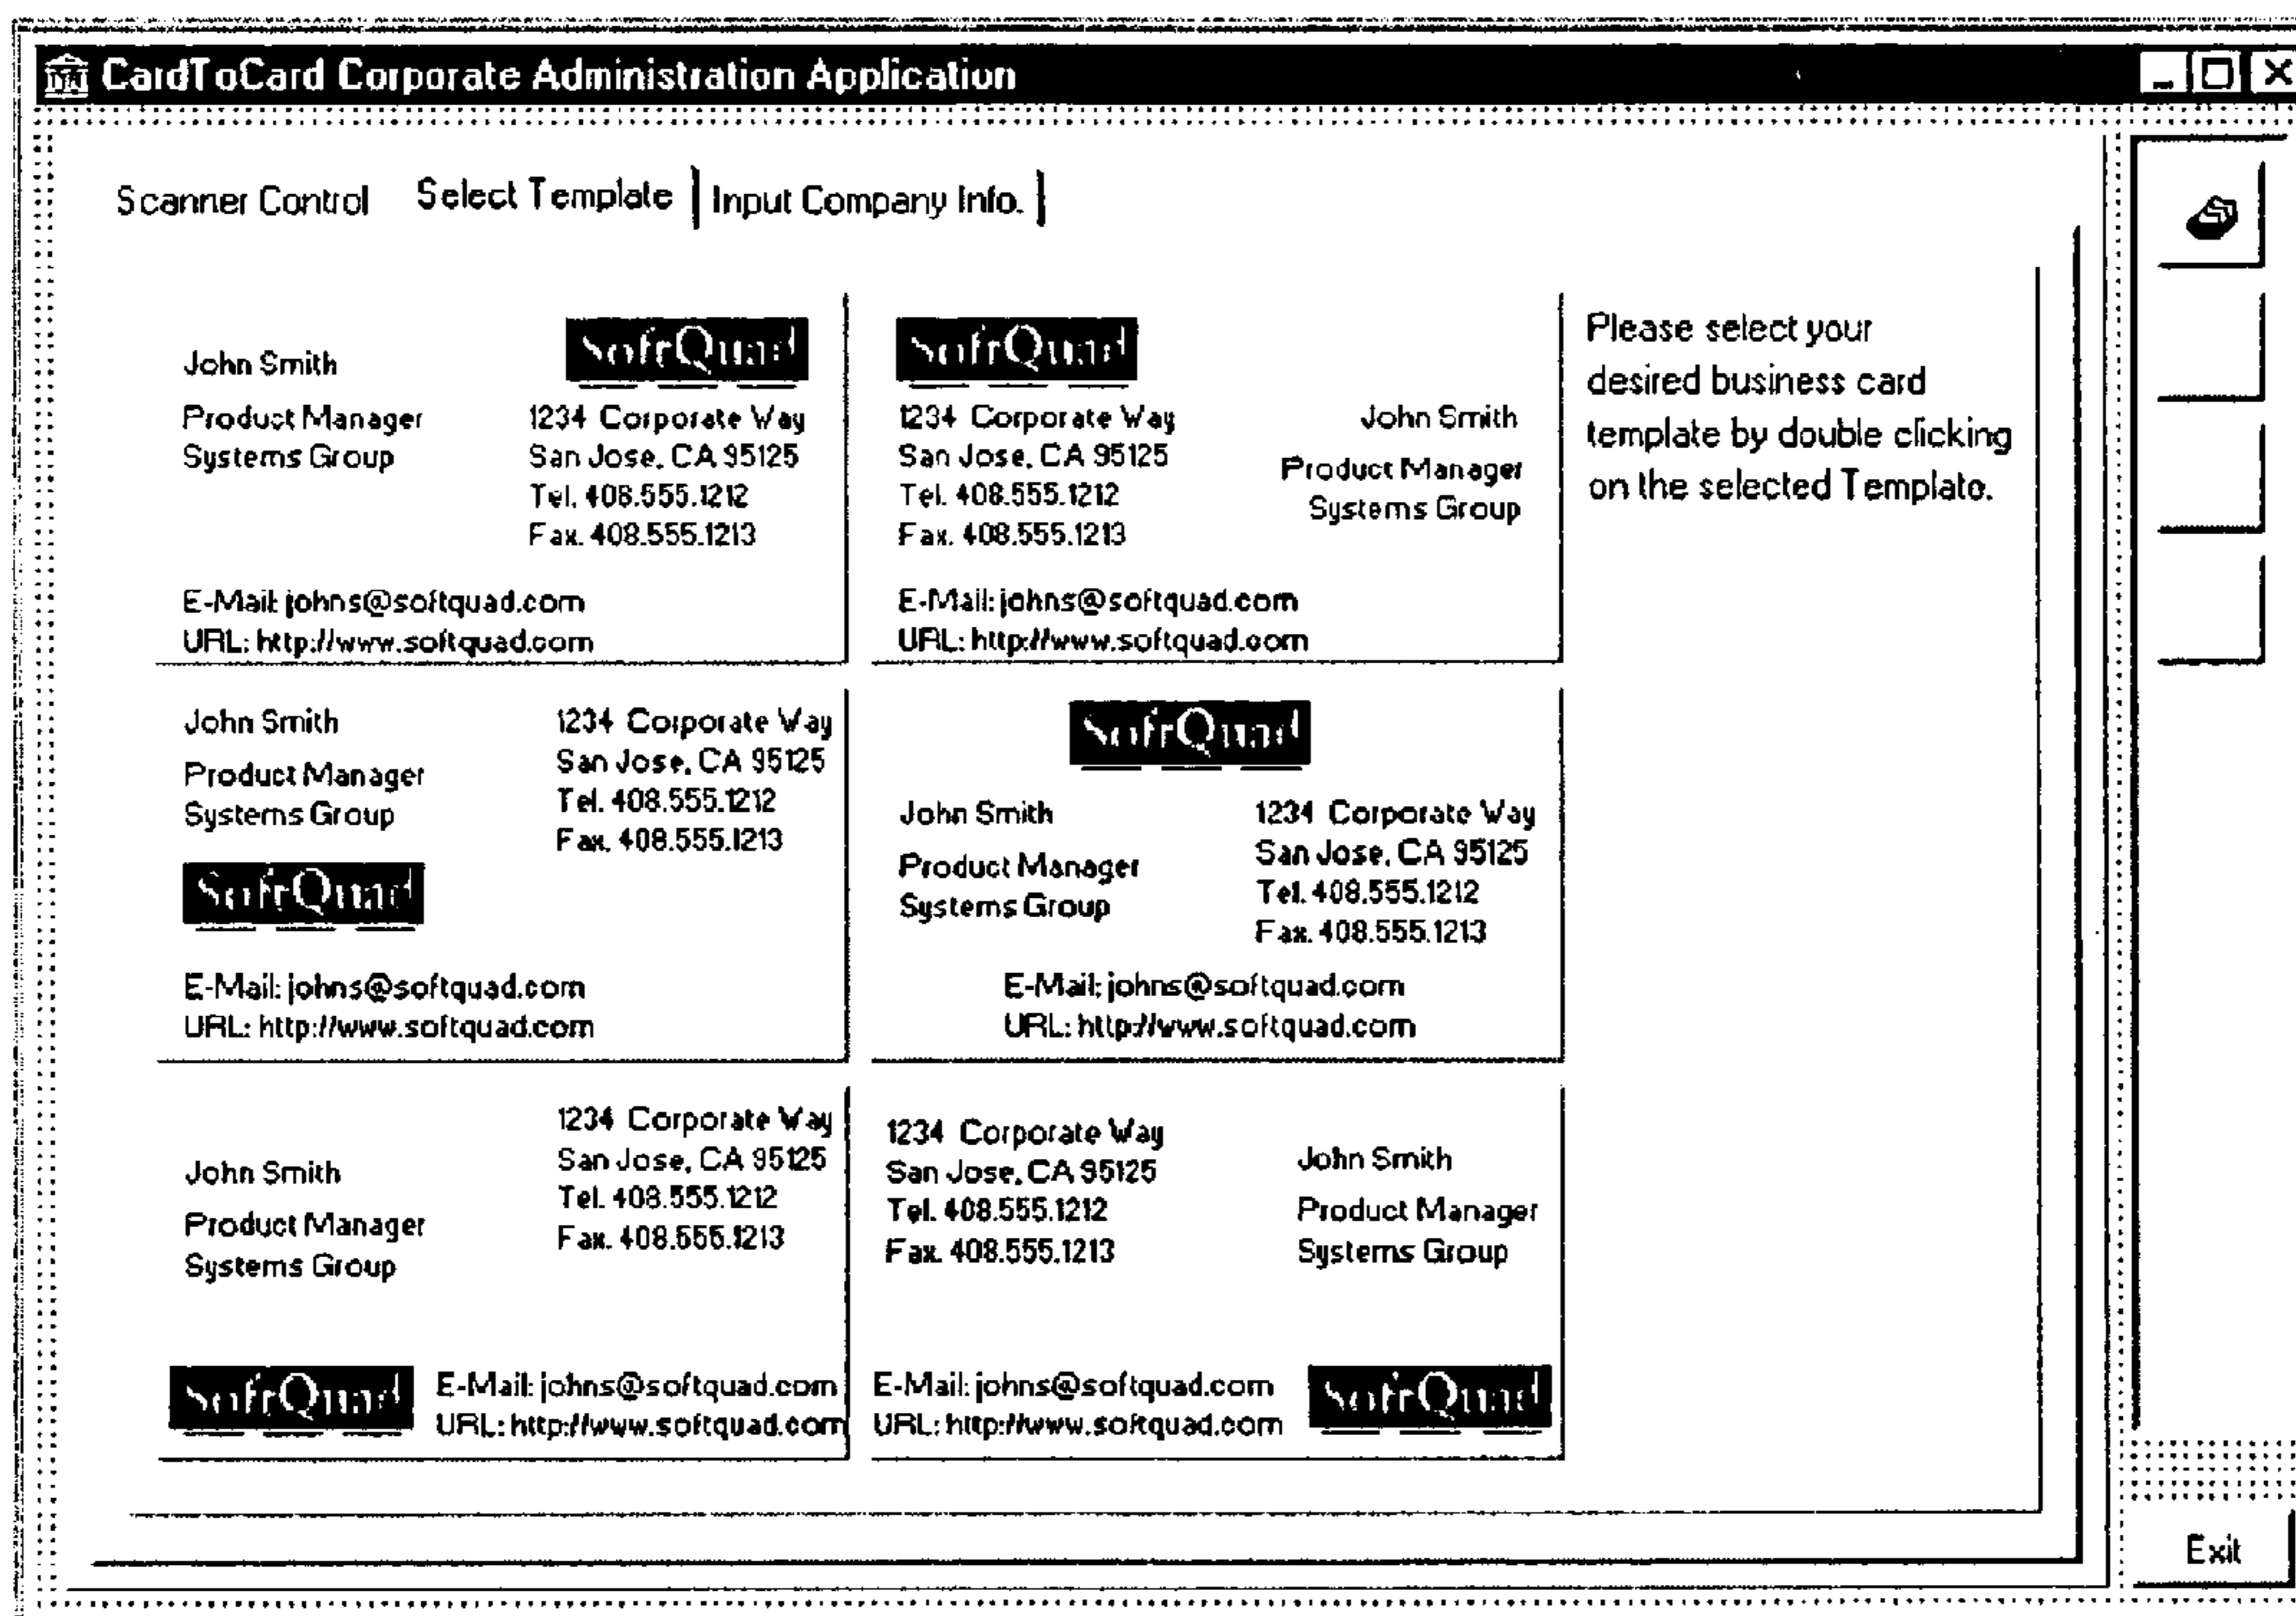 CardToCard Corporate Administration Application
Scanner Control
Select Template
Input Company Info.
John Smith
Product Manager
Systems Group
SoftQuad
1234 Corporate Way
San Jose, CA 95125
Tel. 408.555.1212
Fax. 408.555.1213
E-Mail: johns@softquad.com
URL: http://www.softquad.com
SoftQuad
1234 Corporate Way
San Jose, CA 95125
Tel. 408.555.1212
Fax. 408.555.1213
John Smith
Product Manager
Systems Group
E-Mail: johns@softquad.com
URL: http://www.softquad.com
Please select your
desired business card
template by double clicking
on the selected Template.
John Smith
Product Manager
Systems Group
1234 Corporate Way
San Jose, CA 95125
Tel. 408.555.1212
Fax. 408.555.1213
SoftQuad
E-Mail: johns@softquad.com
URL: http://www.softquad.com
SoftQuad
John Smith
Product Manager
Systems Group
1234 Corporate Way
San Jose, CA 95125
Tel. 408.555.1212
Fax. 408.555.1213
E-Mail: johns@softquad.com
URL: http://www.softquad.com
John Smith
Product Manager
Systems Group
1234 Corporate Way
San Jose, CA 95125
Tel. 408.555.1212
Fax. 408.555.1213
SoftQuad
E-Mail: johns@softquad.com
URL: http://www.softquad.com
1234 Corporate Way
San Jose, CA 95125
Tel. 408.555.1212
Fax. 408.555.1213
John Smith
Product Manager
Systems Group
E-Mail: johns@softquad.com
URL: http://www.softquad.com
SoftQuad
Exit